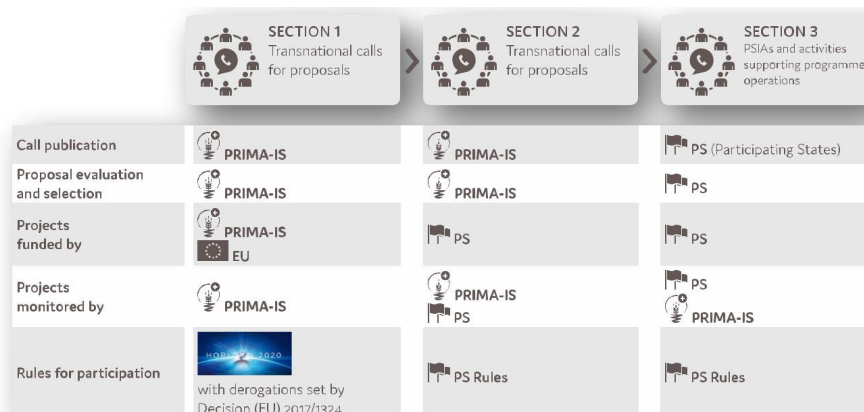 SECTION 1
Transnational calls
for proposals
SECTION 2
Transnational calls
for proposals
SECTION 3
PSIAs and activities
supporting programme
operations
Call publication
PRIMA-IS
PRIMA-IS
PS (Participating States)
Proposal evaluation
and selection
PRIMA-IS
PRIMA-IS
PS
Projects
funded by
PRIMA-IS
EU
PS
PS
Projects
monitored by
PRIMA-IS
PRIMA-IS
PS
PS
PRIMA-IS
Rules for participation
HORIZON 2020
with derogations set by
Decision (EU) 2017/1324
PS Rules
PS Rules